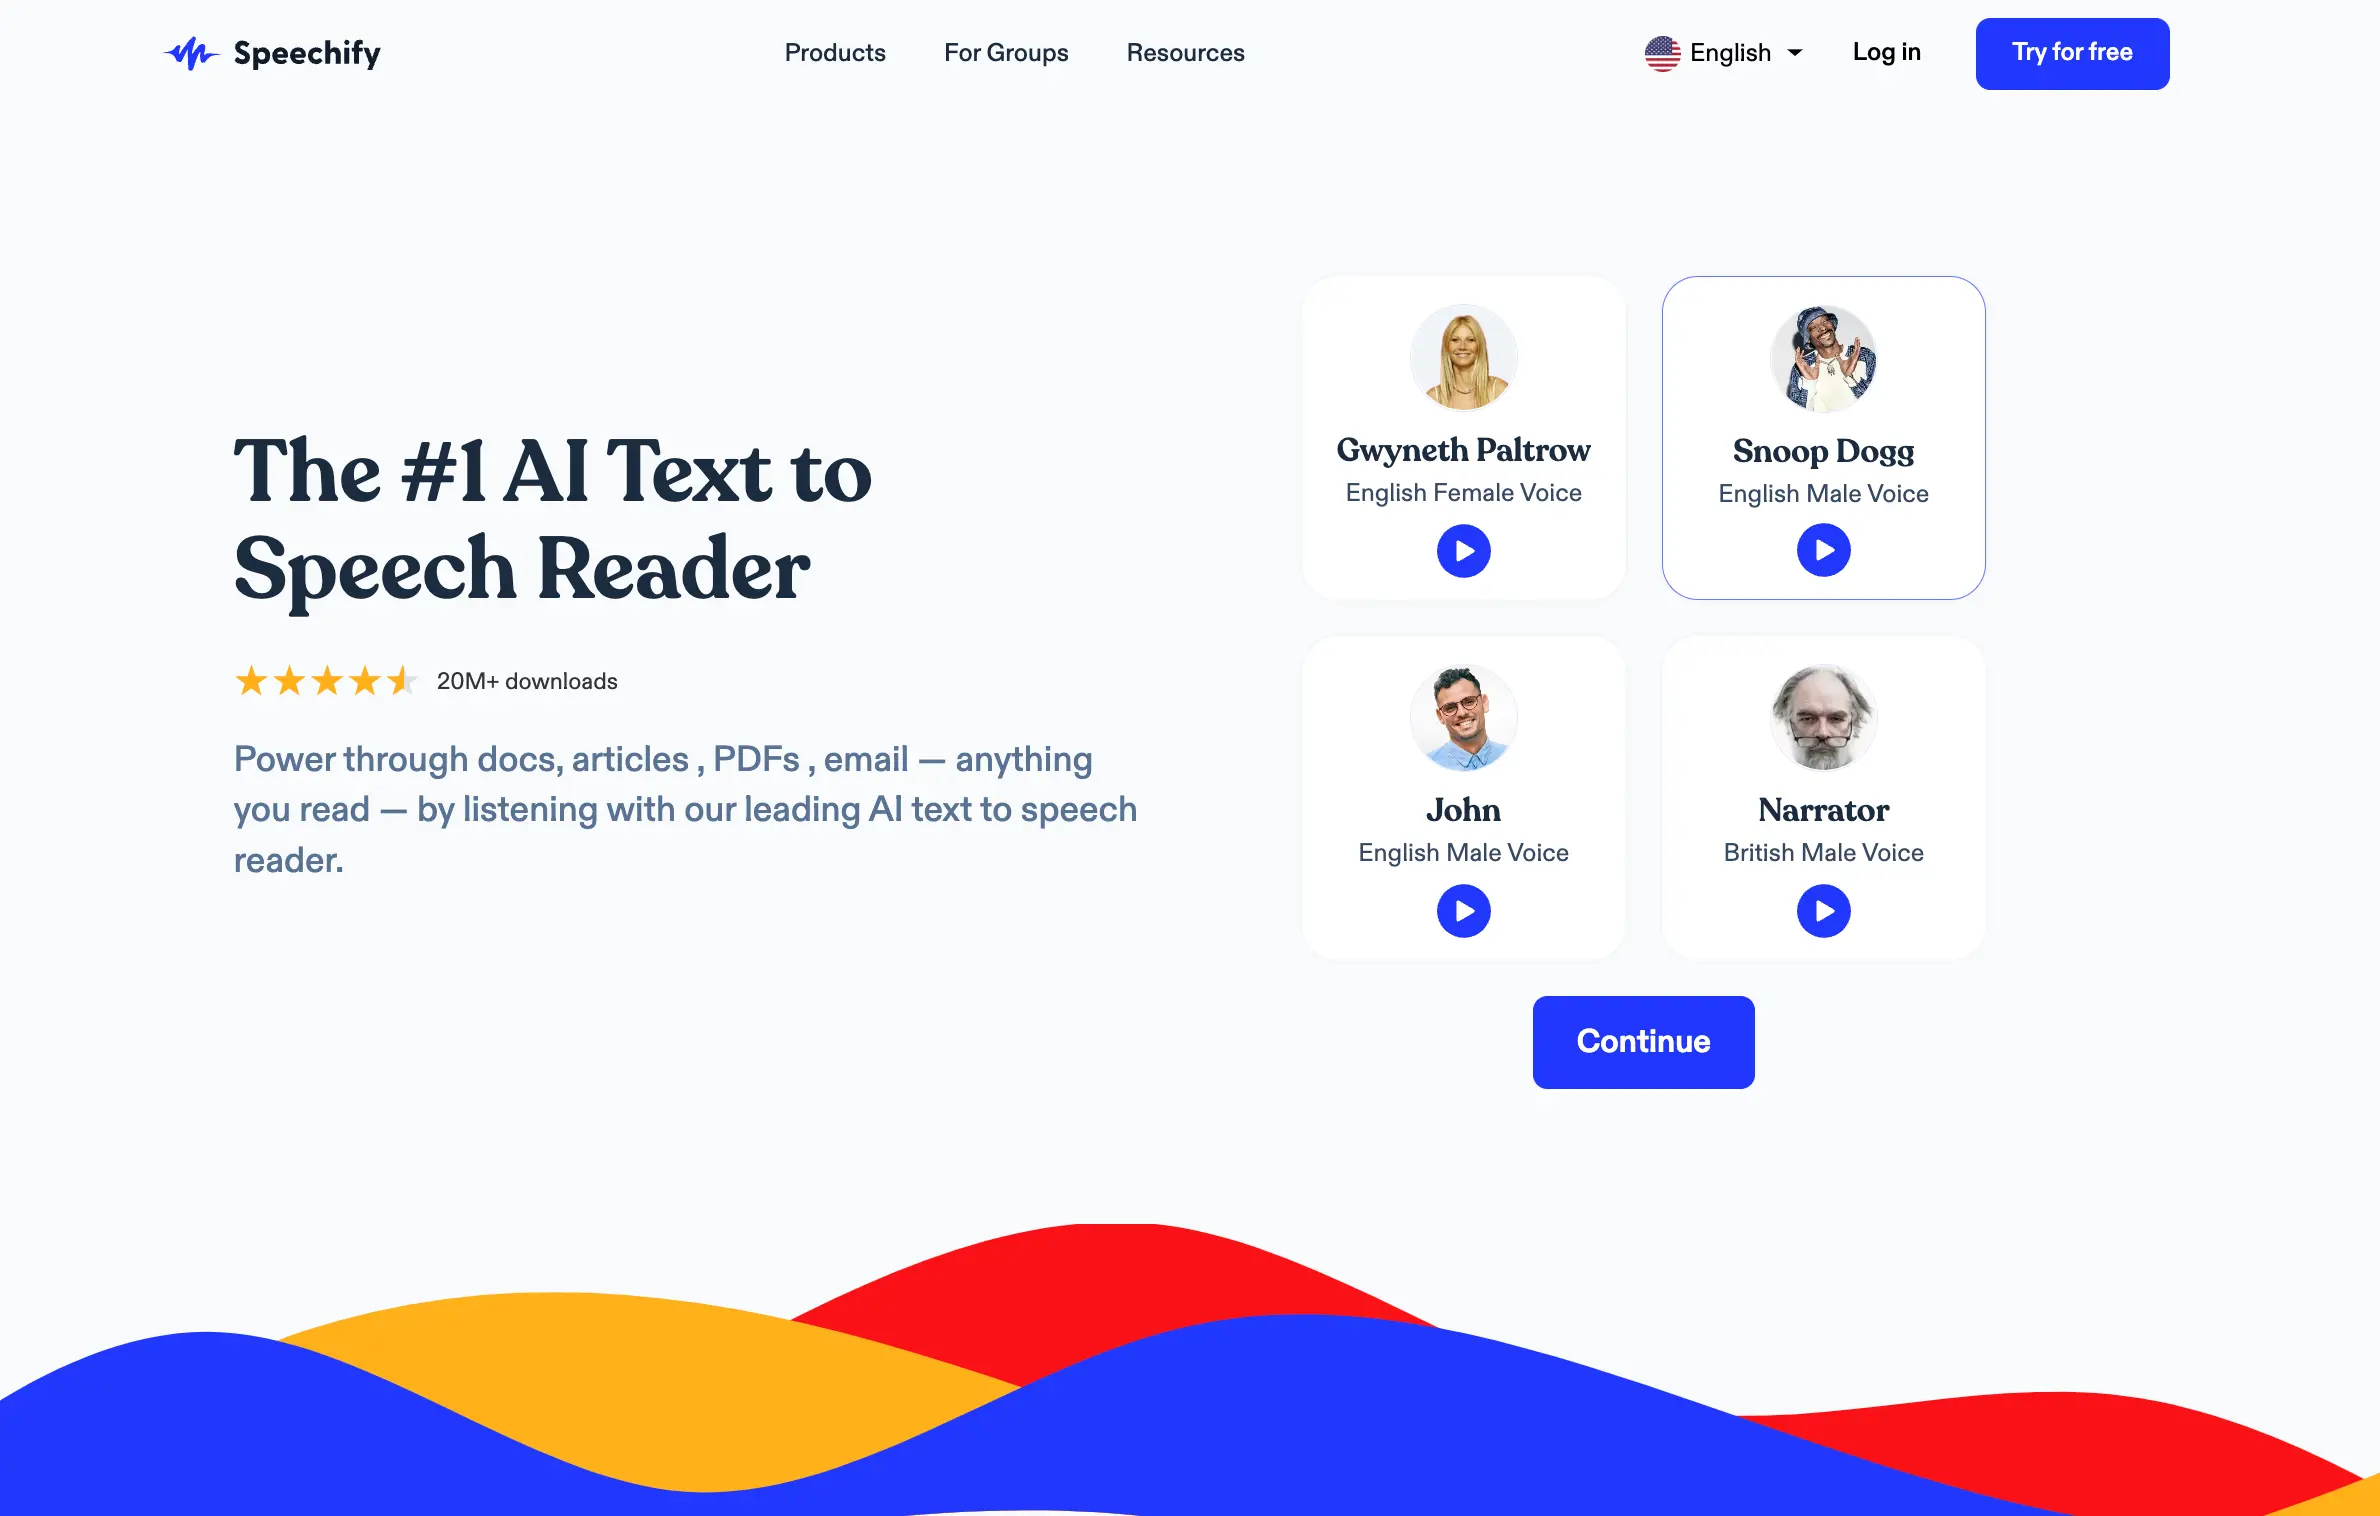 Speechify
Products
For Groups
Resources
English
Log in
Try for free
The #1 AI Text to
Speech Reader
20M+ downloads
Power through docs, articles , PDFs , email — anything
you read — by listening with our leading AI text to speech
reader.
Gwyneth Paltrow
English Female Voice
Snoop Dogg
English Male Voice
John
English Male Voice
Narrator
British Male Voice
Continue